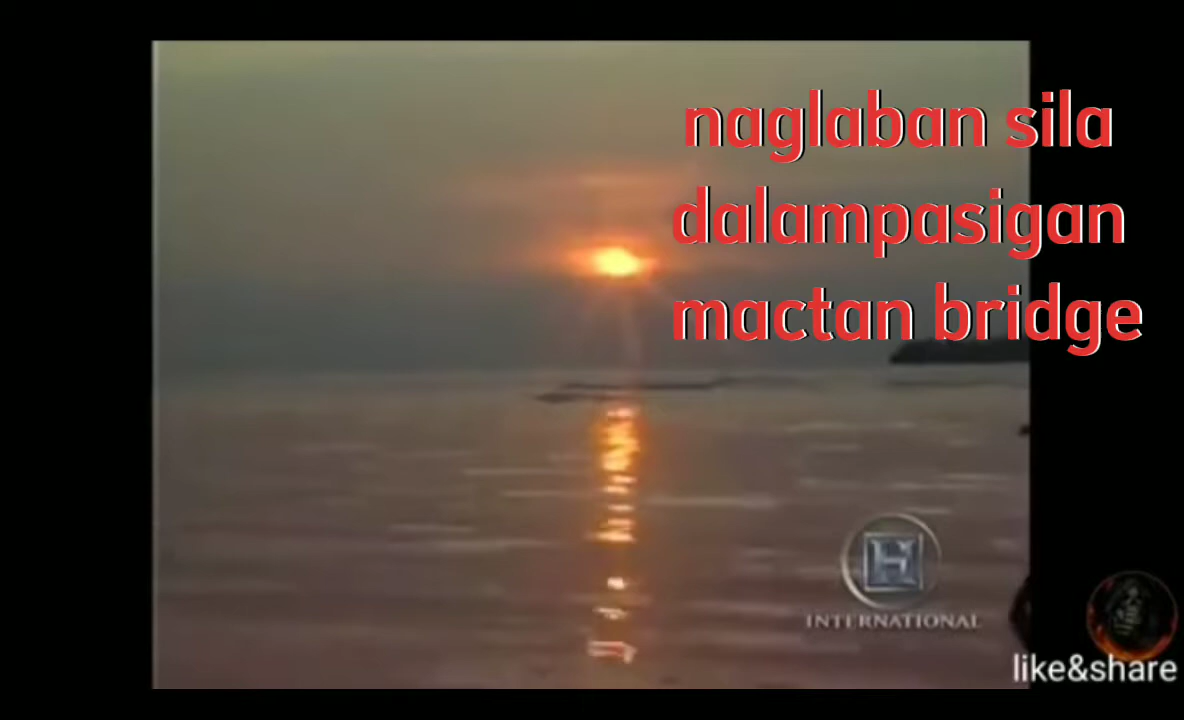 naglaban sila
dalampasigan
mactan bridge
H
INTERNATIONAL
like&share